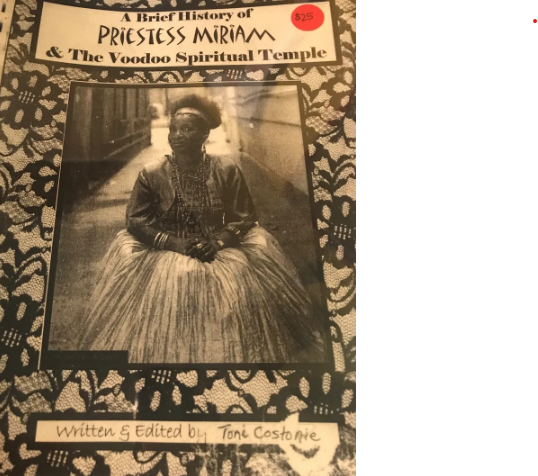 A Brief History of
PRIESTESS MIRIAM
& The Voodoo Spiritual Temple
$25
Written & Edited by Toni Costonie